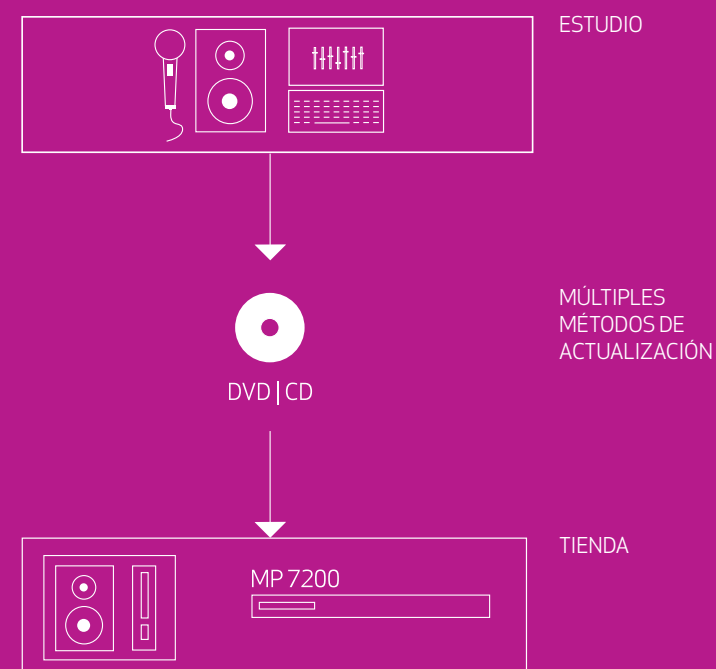 ESTUDIO
MÚLTIPLES
MÉTODOS DE
ACTUALIZACIÓN
DVD|CD
TIENDA
MP 7200